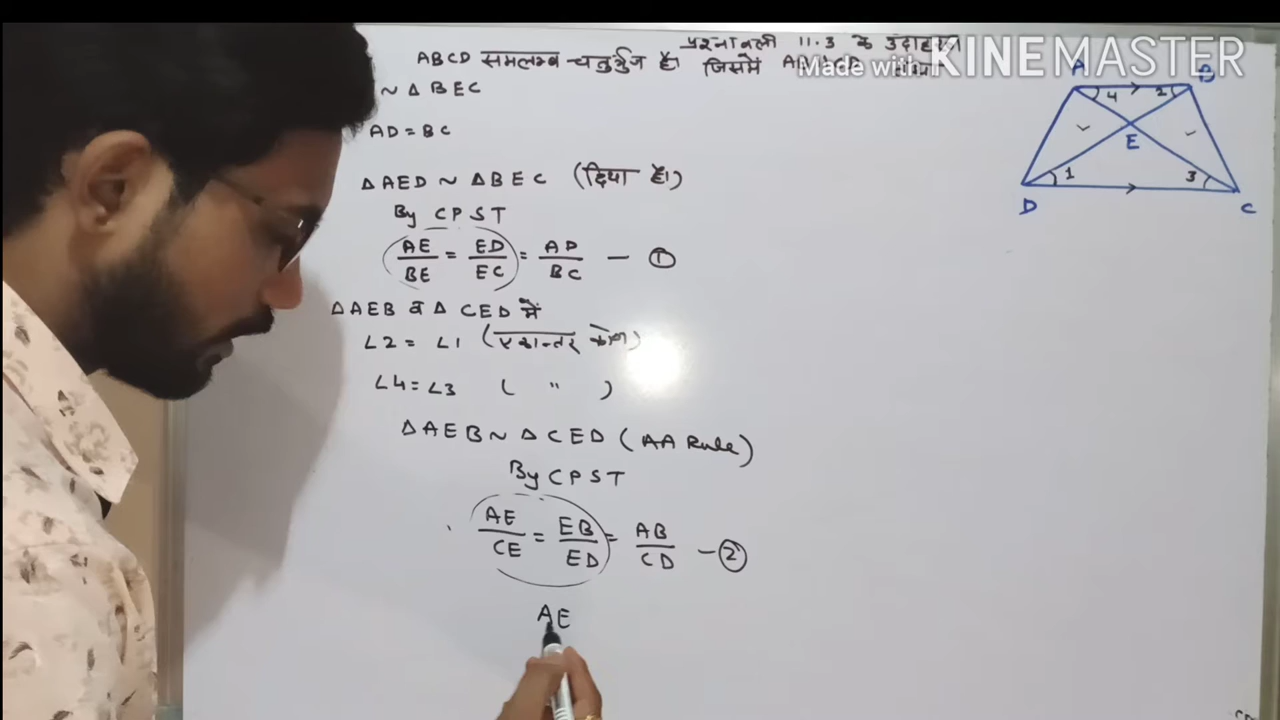 प्रश्नावली 11.3 के उदाहरण
ABCD समलम्ब चतुर्भुज है। जिसमें
Made with KINEMASTER
~ Δ BEC
AD = BC
Δ AED ~ Δ BEC (दिया है।)
By CPST
AE/BE = ED/EC = AD/BC — ①
Δ AEB व Δ CED में
∠2 = ∠1 (एकान्तर कोण)
∠4 = ∠3 ( " )
Δ AEB ~ Δ CED (AA Rule)
By CPST
AE/CE = EB/ED = AB/CD — ②
AE
A B
4 2
E
1 3
D C